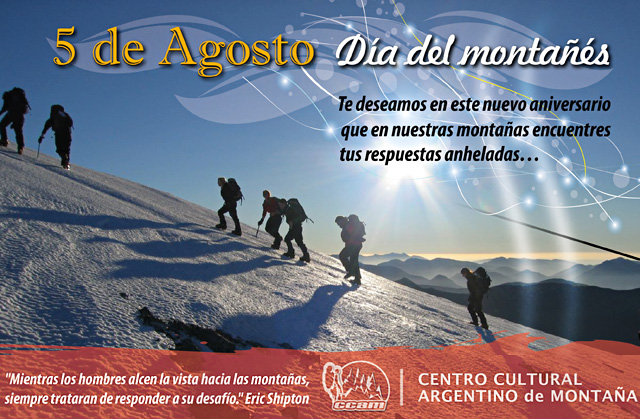 5 de Agosto Día del montañés
Te deseamos en este nuevo aniversario
que en nuestras montañas encuentres
tus respuestas anheladas...
"Mientras los hombres alcen la vista hacia las montañas,
siempre trataran de responder a su desafío." Eric Shipton
ccam
CENTRO CULTURAL
ARGENTINO de MONTAÑA